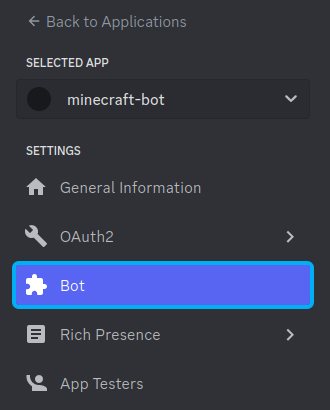 ← Back to Applications
SELECTED APP
minecraft-bot
SETTINGS
General Information
OAuth2
Bot
Rich Presence
App Testers